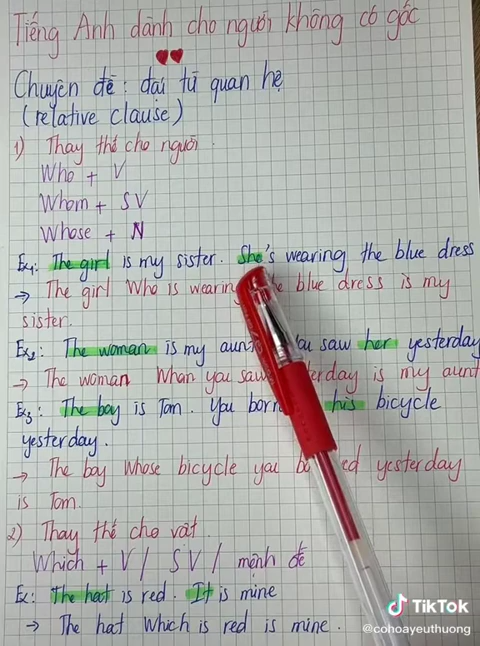 Tiếng Anh dành cho người không có gốc
Chuyên đề: đại từ quan hệ
(relative clause)
1) Thay thế cho người
Who + V
Whom + SV
Whose + N
Ex1: The girl is my sister. She's wearing the blue dress
→ The girl Who is wearing blue dress is my
sister.
Ex2: The woman is my aunt saw her yesterday
→ The woman Whom you saw is my aunt
Ex3: The boy is Tom. You his bicycle
yesterday.
→ The boy Whose bicycle you yesterday
is Tom.
2) Thay thế cho vật
Which + V / SV / mệnh đề
Ex: The hat is red. It is mine
→ The hat Which is red is mine.
TikTok
@cohoayeuthuong